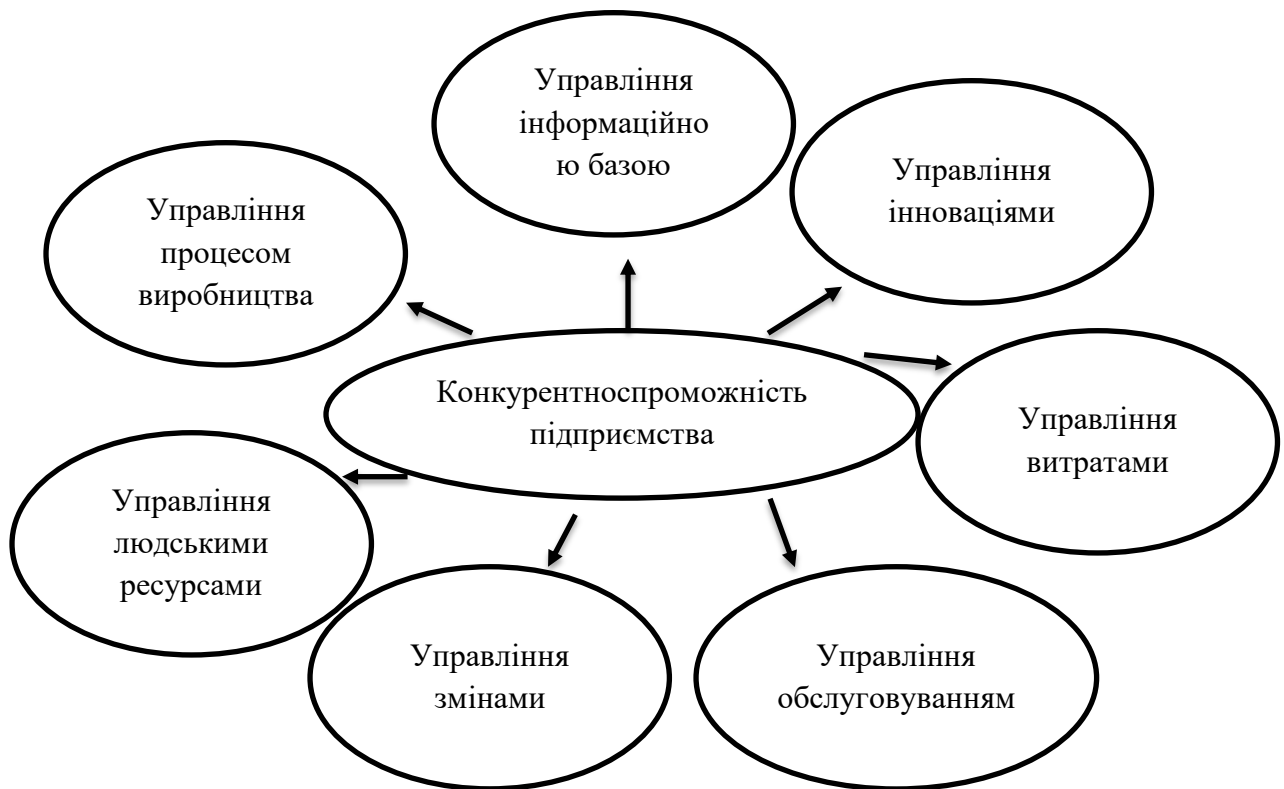 Управління
інформаційно
ю базою
Управління
інноваціями
Управління
процесом
виробництва
Конкурентноспроможність
підприємства
Управління
витратами
Управління
людськими
ресурсами
Управління
змінами
Управління
обслуговуванням